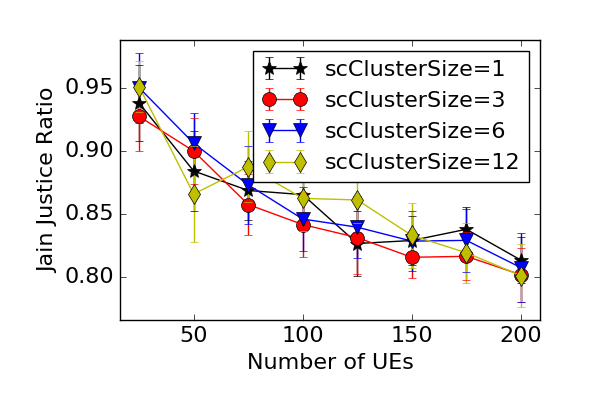 Jain Justice Ratio
0.95
0.90
0.85
0.80
scClusterSize=1
scClusterSize=3
scClusterSize=6
scClusterSize=12
50
100
150
200
Number of UEs